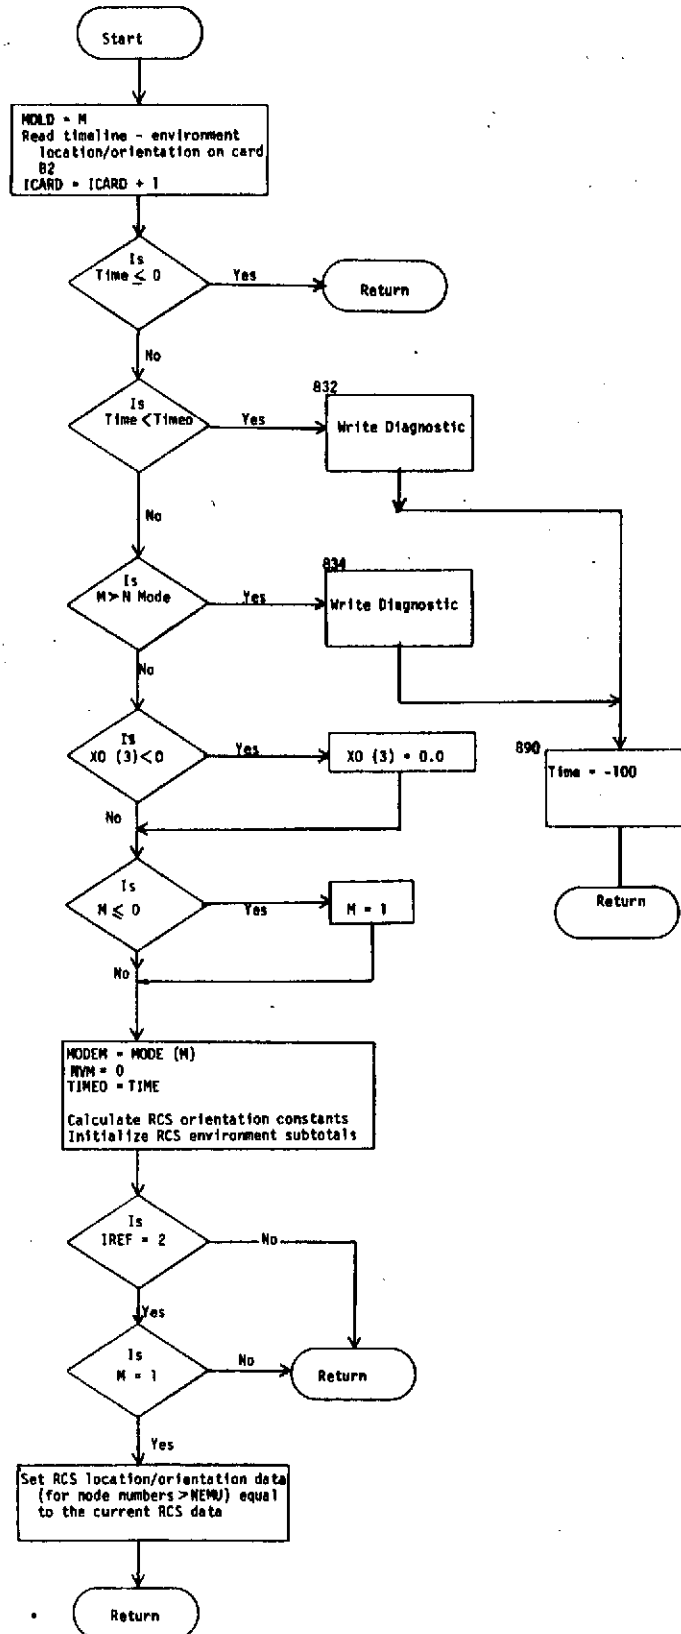 Start
MOLD = M
Read timeline - environment
location/orientation on card
B2
ICARD = ICARD + 1
Is
Time ≤ 0
Yes
Return
No
Is
Time < Timeo
Yes
832
Write Diagnostic
No
Is
M > N Mode
Yes
834
Write Diagnostic
No
Is
XO (3) < 0
Yes
XO (3) = 0.0
890
Time = -100
No
Is
M ≤ 0
Yes
M = 1
Return
No
MODEM = MODE (M)
NVM = 0
TIMEO = TIME
Calculate RCS orientation constants
Initialize RCS environment subtotals
Is
IREF = 2
No
Yes
Is
M = 1
No
Return
Yes
Set RCS location/orientation data
(for node numbers > NEMU) equal
to the current RCS data
Return